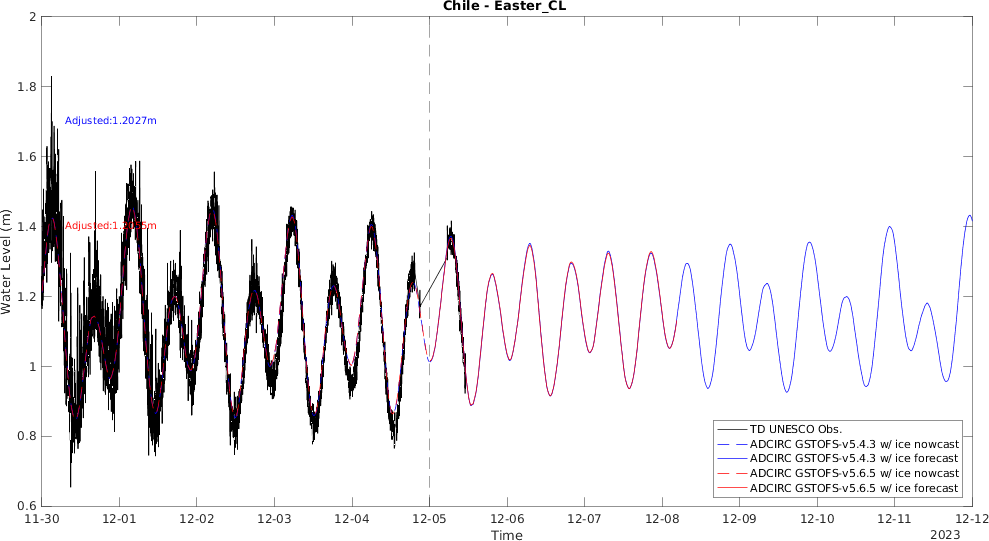 Chile - Easter_CL
2
1.8
1.6
1.4
1.2
1
0.8
0.6
Water Level (m)
Adjusted:1.2027m
11-30
12-01
12-02
12-03
12-04
12-05
12-06
12-07
12-08
12-09
12-10
12-11
12-12
Time
2023
TD UNESCO Obs.
ADCIRC GSTOFS-v5.4.3 w/ ice nowcast
ADCIRC GSTOFS-v5.4.3 w/ ice forecast
ADCIRC GSTOFS-v5.6.5 w/ ice nowcast
ADCIRC GSTOFS-v5.6.5 w/ ice forecast